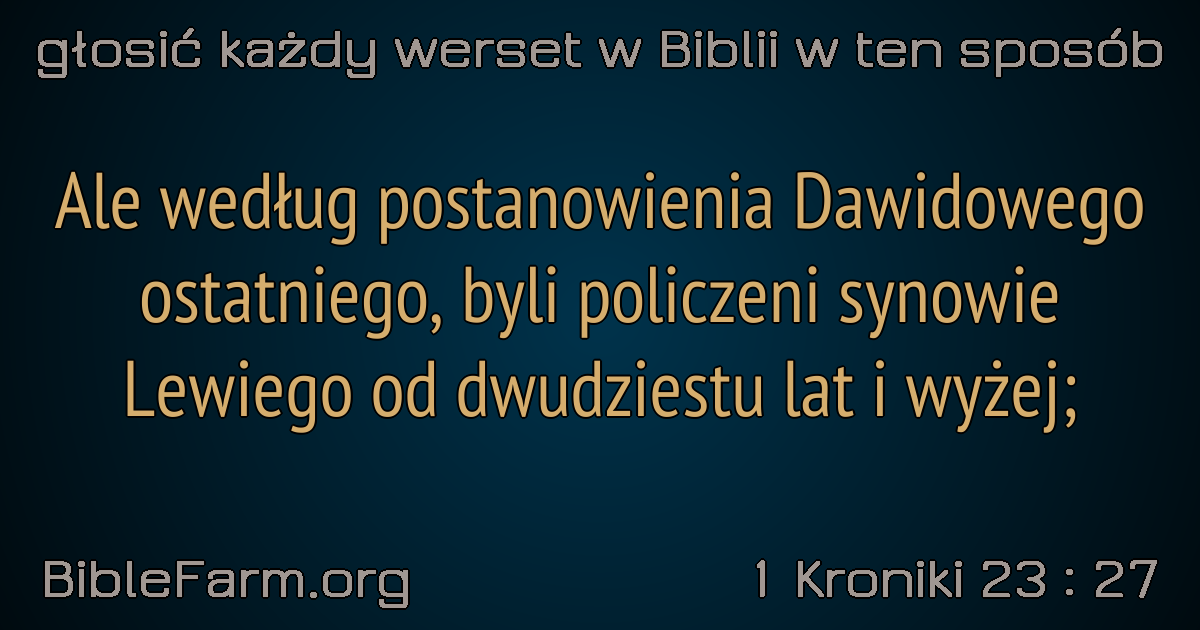 głosić każdy werset w Biblii w ten sposób
Ale według postanowienia Dawidowego
ostatniego, byli policzeni synowie
Lewiego od dwudziestu lat i wyżej;
BibleFarm.org
1 Kroniki 23 : 27